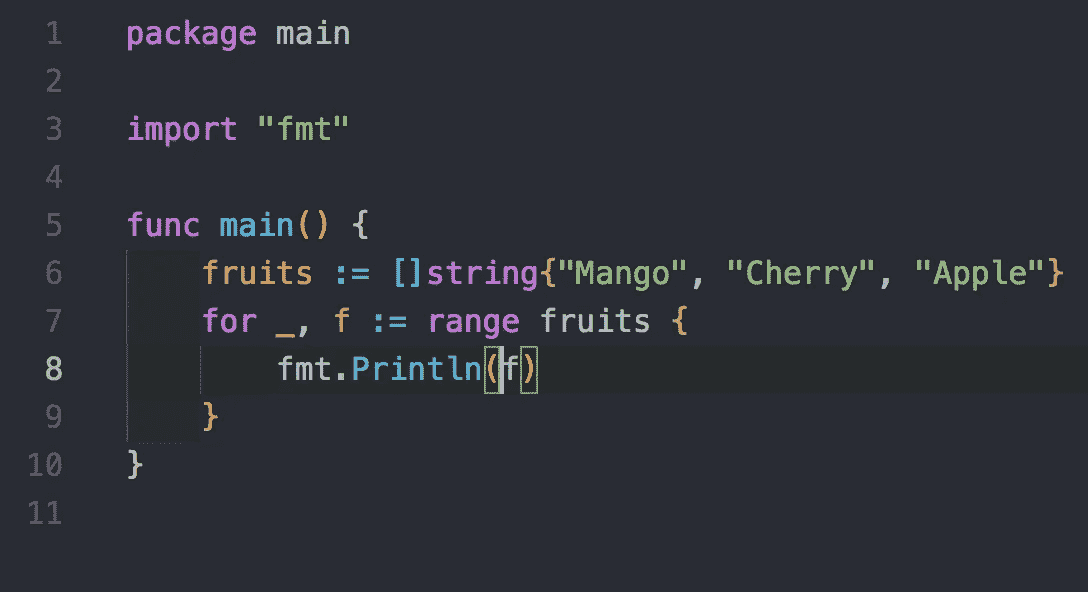 1 package main
2
3 import "fmt"
4
5 func main() {
6     fruits := []string{"Mango", "Cherry", "Apple"}
7     for _, f := range fruits {
8         fmt.Println(f)
9     }
10 }
11